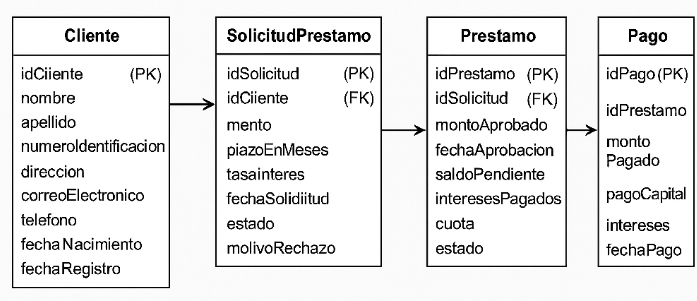 Cliente
idCiiente (PK)
nombre
apellido
numeroldentificacion
direccion
correoElectronico
telefono
fechaNacimiento
fechaRegistro
SolicitudPrestamo
idSolicitud (PK)
idCiiente (FK)
mento
piazoEnMeses
tasainteres
fechaSolidiitud
estado
molivoRechazo
Prestamo
idPrestamo (PK)
idSolicitud (FK)
montoAprobado
fechaAprobacion
saldoPendiente
interesesPagados
cuota
estado
Pago
idPago (PK)
idPrestamo
monto
Pagado
pagoCapital
intereses
fechaPago